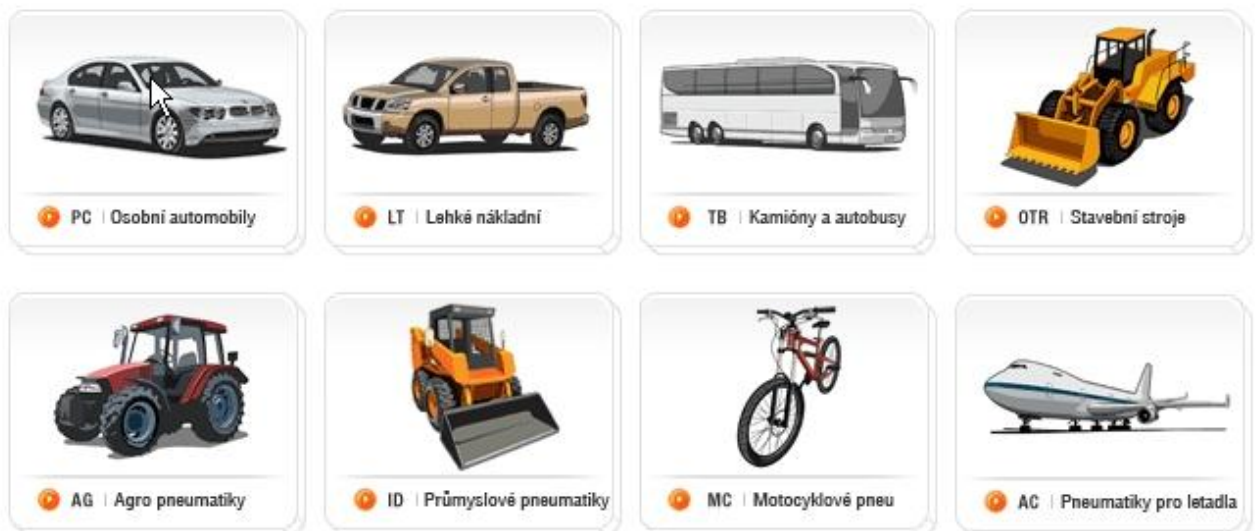 PC | Osobní automobily
LT | Lehké nákladní
TB | Kamióny a autobusy
OTR | Stavební stroje
AG | Agro pneumatiky
ID | Průmyslové pneumatiky
MC | Motocyklové pneu
AC | Pneumatiky pro letadla